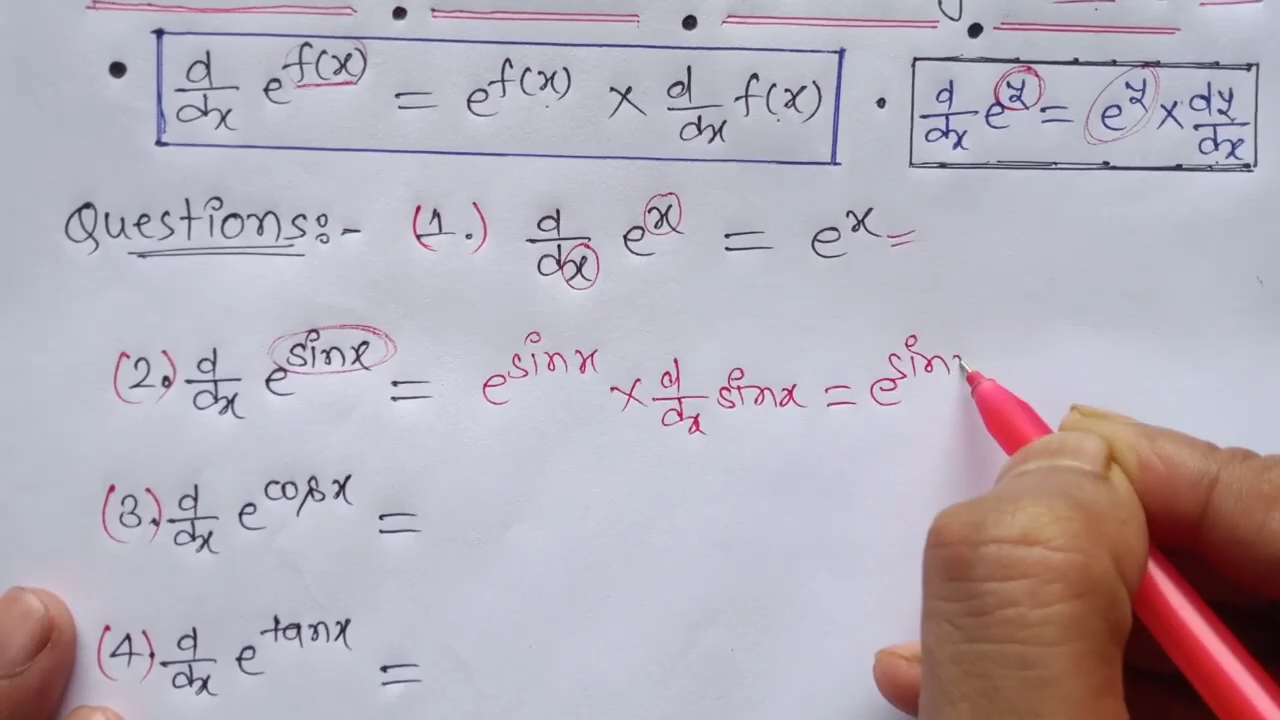 • d/dx e^f(x) = e^f(x) × d/dx f(x) • d/dx e^y = e^y × dy/dx
Questions:- (1.) d/dx e^x = e^x =
(2.) d/dx e^sinx = e^sinx × d/dx sinx = e^sinx
(3.) d/dx e^cosx =
(4). d/dx e^tanx =